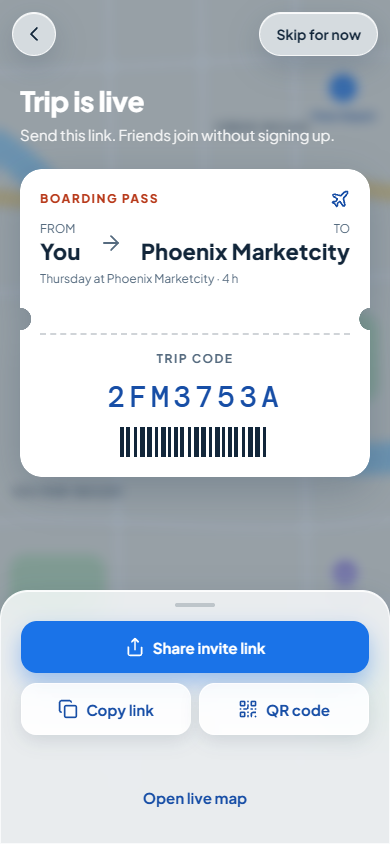 Skip for now
Trip is live
Send this link. Friends join without signing up.
BOARDING PASS
FROM
TO
You
Phoenix Marketcity
Thursday at Phoenix Marketcity · 4 h
TRIP CODE
2FM3753A
Share invite link
Copy link
QR code
Open live map